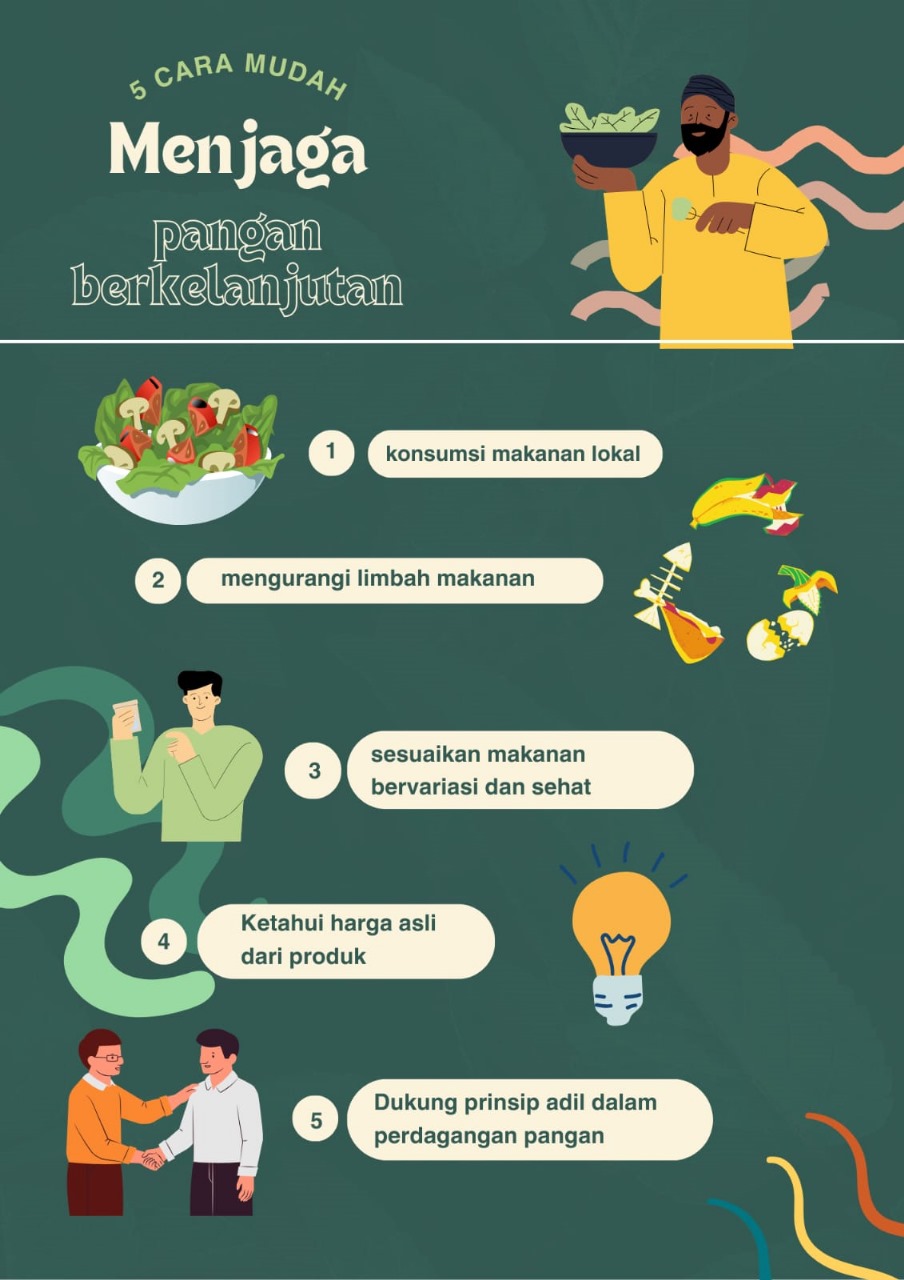 5 CARA MUDAH
Menjaga
pangan
berkelanjutan
1
konsumsi makanan lokal
2
mengurangi limbah makanan
3
sesuaikan makanan
bervariasi dan sehat
4
Ketahui harga asli
dari produk
5
Dukung prinsip adil dalam
perdagangan pangan